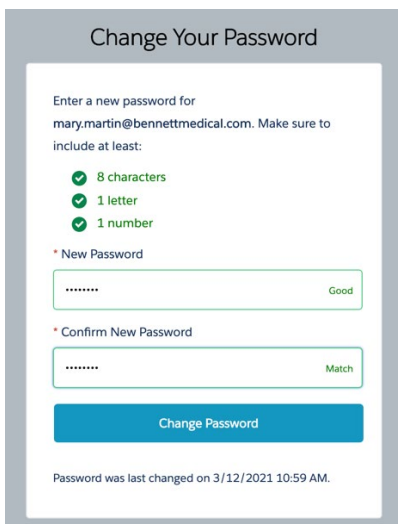 Change Your Password
Enter a new password for
mary.martin@bennettmedical.com. Make sure to
include at least:
8 characters
1 letter
1 number
* New Password
•••••••• Good
* Confirm New Password
•••••••• Match
Change Password
Password was last changed on 3/12/2021 10:59 AM.